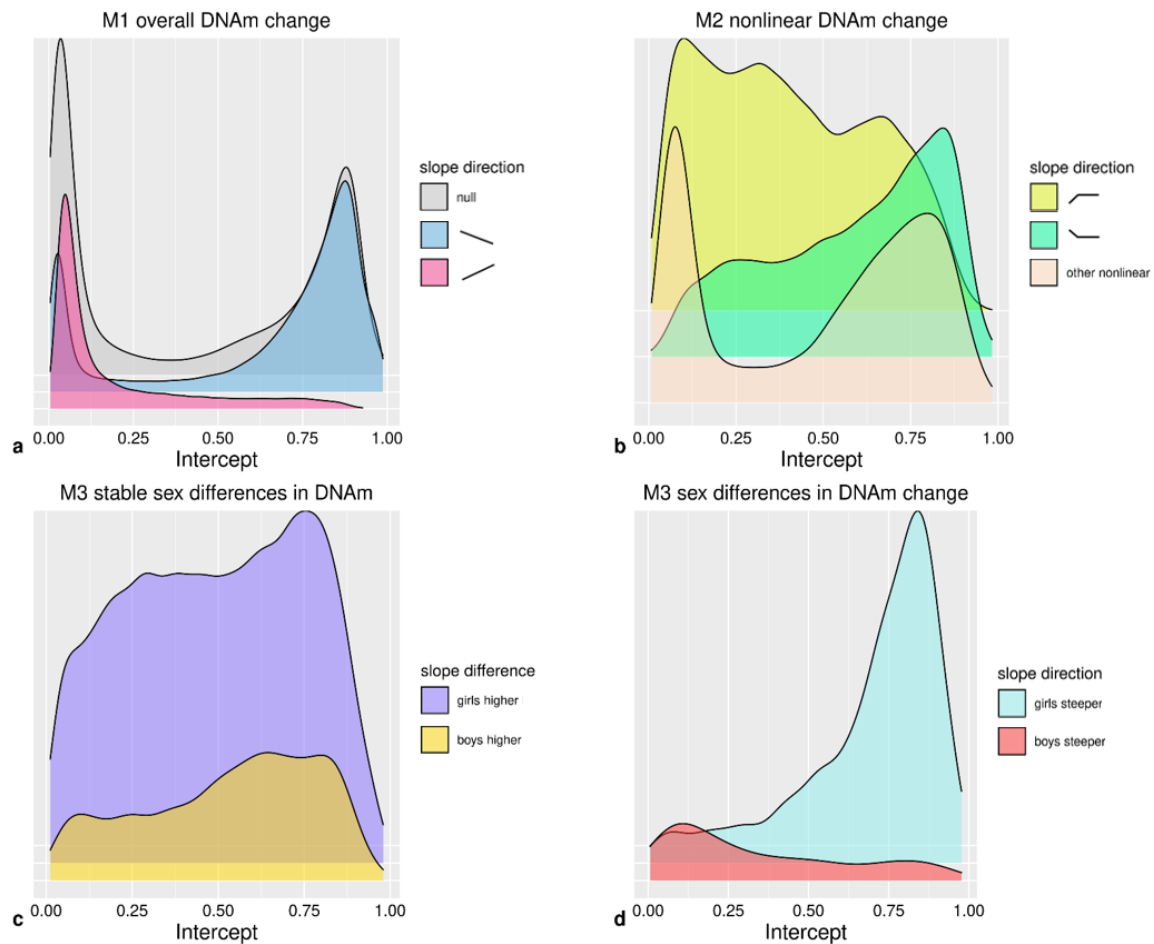 M1 overall DNAm change
slope direction
null
0.00 0.25 0.50 0.75 1.00
Intercept
a
M2 nonlinear DNAm change
slope direction
other nonlinear
0.00 0.25 0.50 0.75 1.00
Intercept
b
M3 stable sex differences in DNAm
slope difference
girls higher
boys higher
0.00 0.25 0.50 0.75 1.00
Intercept
c
M3 sex differences in DNAm change
slope direction
girls steeper
boys steeper
0.00 0.25 0.50 0.75 1.00
Intercept
d